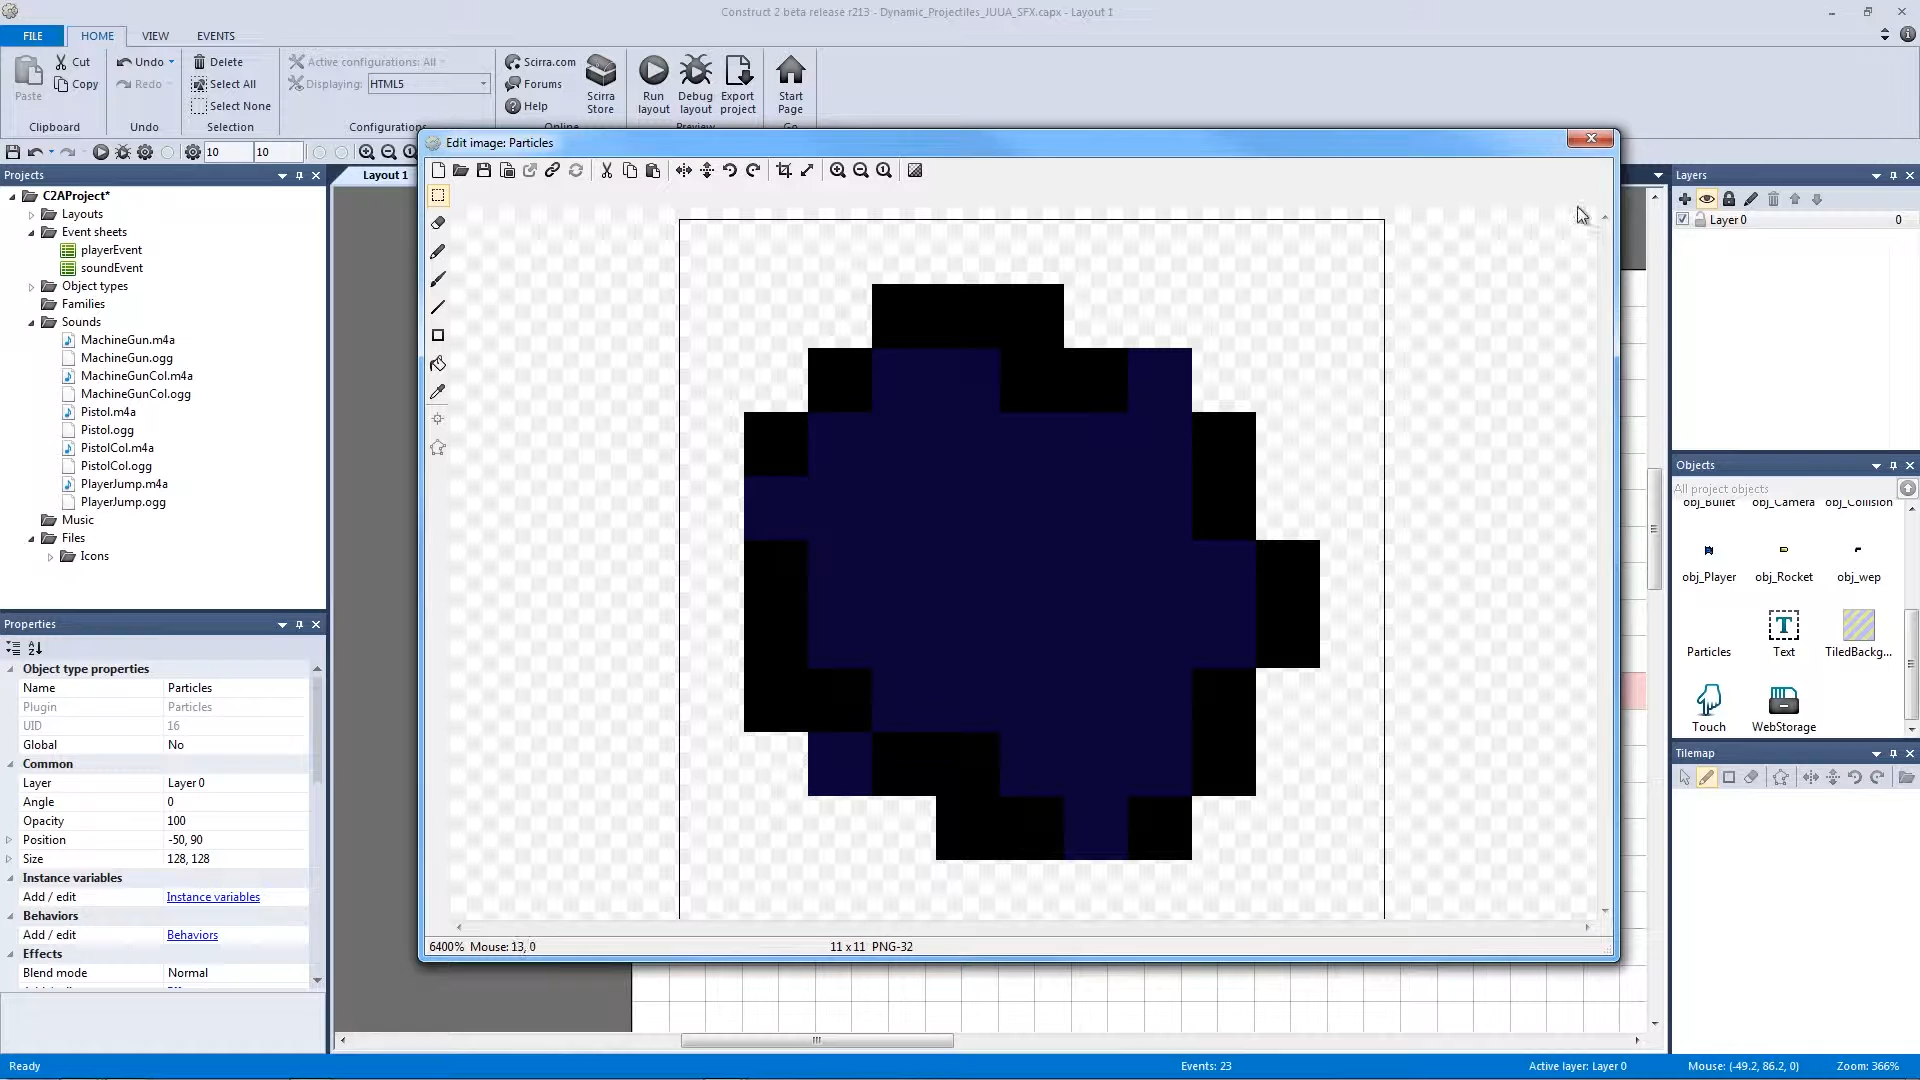 Construct 2 beta release r213 - Dynamic_Projectiles_JUUA_SFX.capx - Layout 1
FILE HOME VIEW EVENTS
Paste Cut Copy Clipboard
Undo Redo Undo
Delete Select All Select None Selection
Active configurations: All
Displaying: HTML5
Configurations
Scirra.com Forums Help Scirra Store Online
Run layout Debug layout Export project Preview
Start Page Go
10 10
Projects
C2AProject*
Layouts
Event sheets
playerEvent
soundEvent
Object types
Families
Sounds
MachineGun.m4a
MachineGun.ogg
MachineGunCol.m4a
MachineGunCol.ogg
Pistol.m4a
Pistol.ogg
PistolCol.m4a
PistolCol.ogg
PlayerJump.m4a
PlayerJump.ogg
Music
Files
Icons
Properties
Object type properties
Name Particles
Plugin Particles
UID 16
Global No
Common
Layer Layer 0
Angle 0
Opacity 100
Position -50, 90
Size 128, 128
Instance variables
Add / edit Instance variables
Behaviors
Add / edit Behaviors
Effects
Blend mode Normal
Layout 1
Edit image: Particles
6400% Mouse: 13, 0 11 x 11 PNG-32
Layers
Layer 0 0
Objects
All project objects
obj_Bullet obj_Camera obj_Collision
obj_Player obj_Rocket obj_wep
Particles Text TiledBackg...
Touch WebStorage
Tilemap
Ready Events: 23 Active layer: Layer 0 Mouse: (-49.2, 86.2, 0) Zoom: 366%